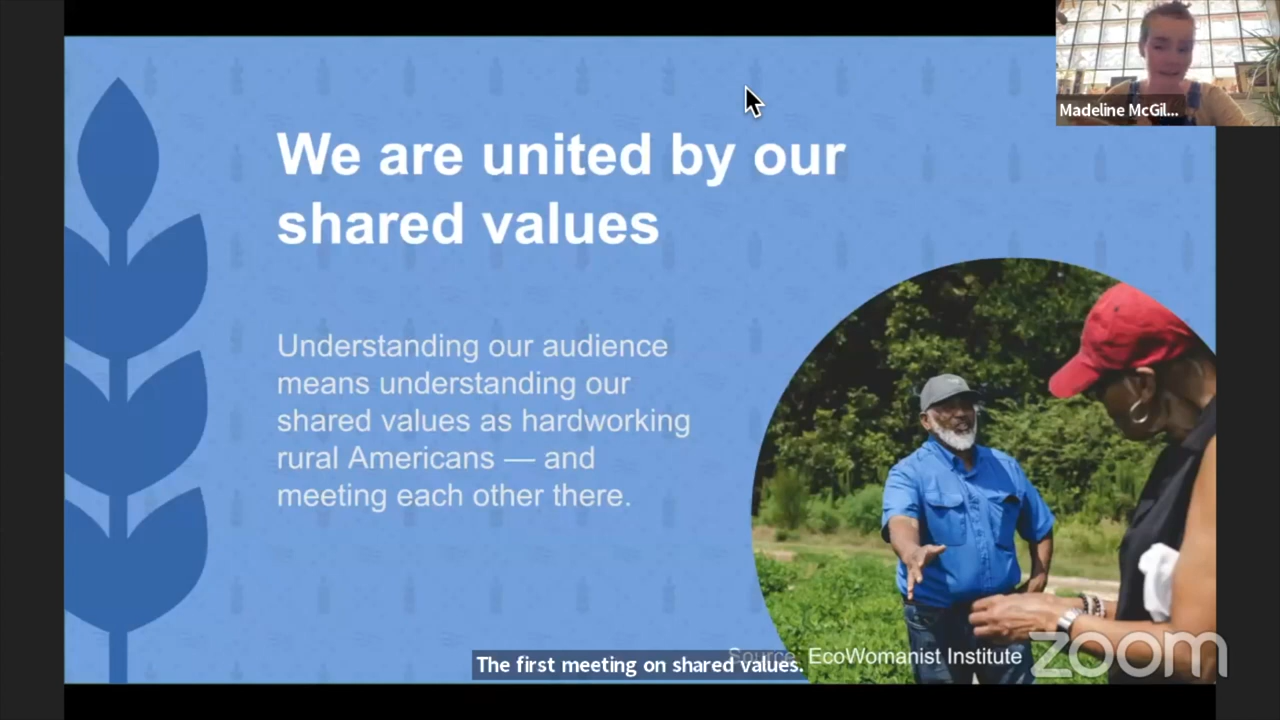 Madeline McGil...
We are united by our
shared values
Understanding our audience
means understanding our
shared values as hardworking
rural Americans — and
meeting each other there.
Source: EcoWomanist Institute
The first meeting on shared values.
zoom